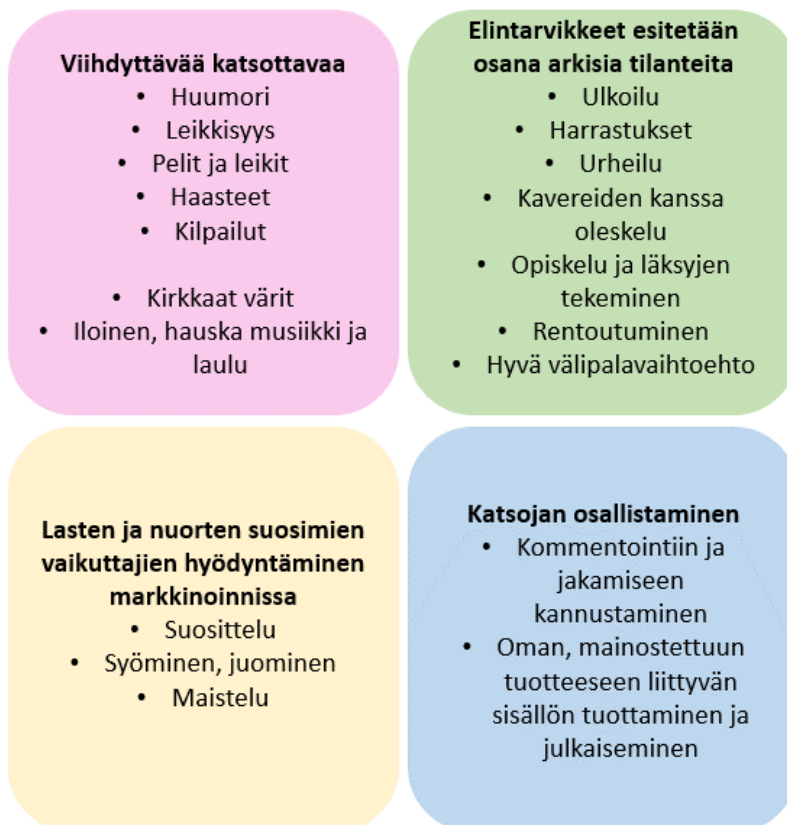 Viihdyttävää katsottavaa
• Huumori
• Leikkisyys
• Pelit ja leikit
• Haasteet
• Kilpailut
• Kirkkaat värit
• Iloinen, hauska musiikki ja
laulu
Elintarvikkeet esitetään
osana arkisia tilanteita
• Ulkoilu
• Harrastukset
• Urheilu
• Kavereiden kanssa
oleskelu
• Opiskelu ja läksyjen
tekeminen
• Rentoutuminen
• Hyvä välipalavaihtoehto
Lasten ja nuorten suosimien
vaikuttajien hyödyntäminen
markkinoinnissa
• Suosittelu
• Syöminen, juominen
• Maistelu
Katsojan osallistaminen
• Kommentointiin ja
jakamiseen
kannustaminen
• Oman, mainostettuun
tuotteeseen liittyvän
sisällön tuottaminen ja
julkaiseminen